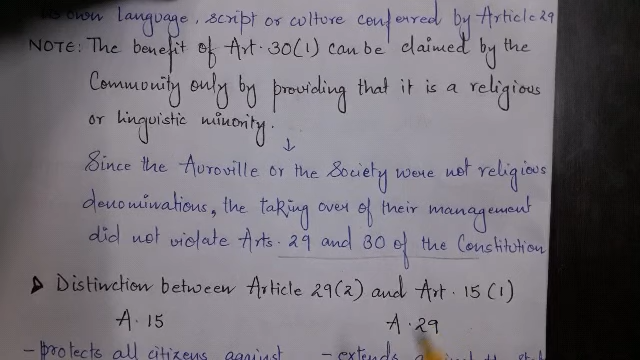 own language, script or culture conferred by Article 29
NOTE: The benefit of Art. 30(1) can be claimed by the
Community only by providing that it is a religious
or linguistic minority.
↓
Since the Auroville or the Society were not religious
denominations, the taking over of their management
did not violate Arts. 29 and 30 of the Constitution
Distinction between Article 29(2) and Art. 15(1)
A. 15 A. 29
- protects all citizens against - extends